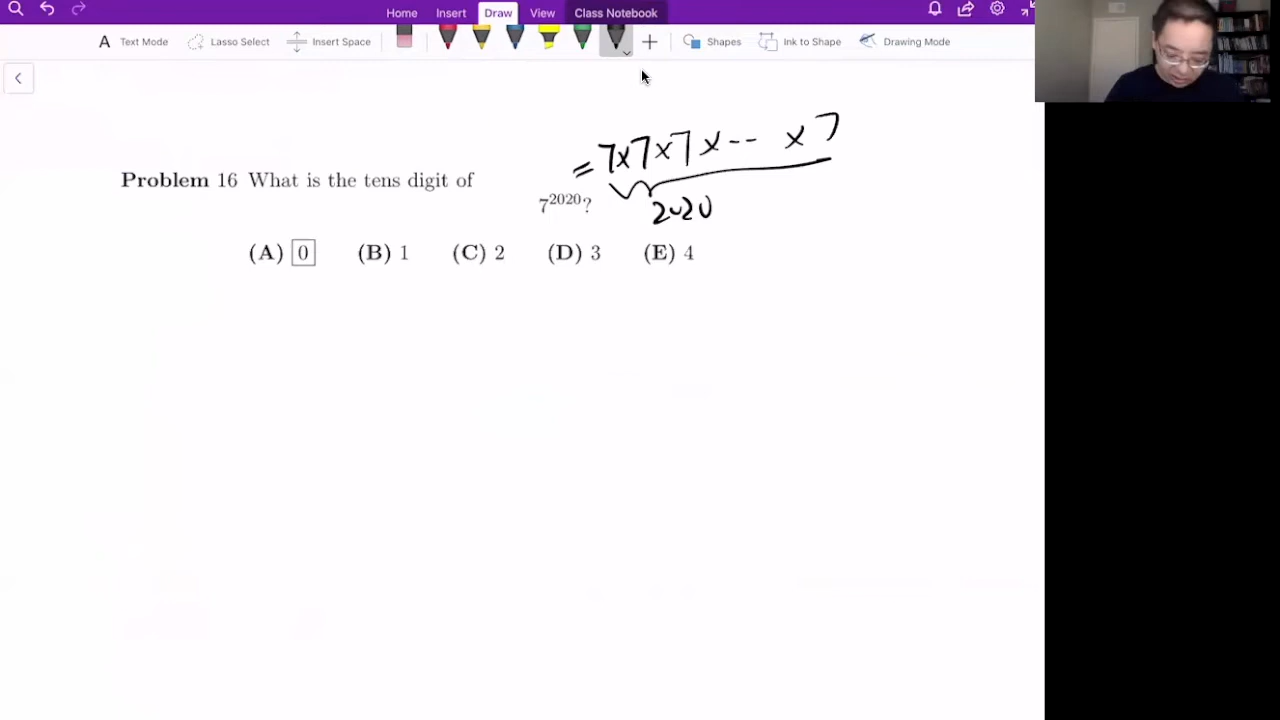 Home Insert Draw View Class Notebook
A Text Mode Lasso Select Insert Space + Shapes Ink to Shape Drawing Mode
= 7×7×7×-- ×7
2020
Problem 16 What is the tens digit of
7^2020?
(A) 0 (B) 1 (C) 2 (D) 3 (E) 4